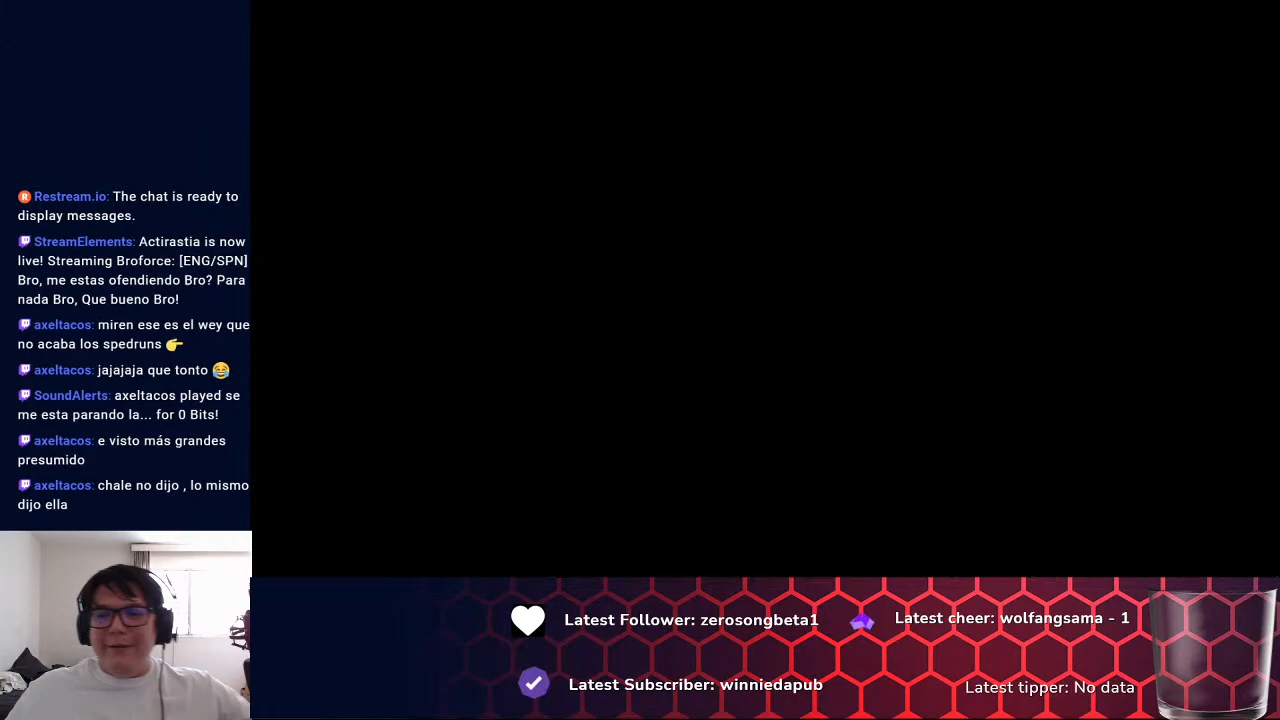 Restream.io: The chat is ready to
display messages.
StreamElements: Actirastia is now
live! Streaming Broforce: [ENG/SPN]
Bro, me estas ofendiendo Bro? Para
nada Bro, Que bueno Bro!
axeltacos: miren ese es el wey que
no acaba los spedruns 👉
axeltacos: jajajaja que tonto 😂
SoundAlerts: axeltacos played se
me esta parando la... for 0 Bits!
axeltacos: e visto más grandes
presumido
axeltacos: chale no dijo , lo mismo
dijo ella
Latest Follower: zerosongbeta1
Latest cheer: wolfangsama - 1
Latest Subscriber: winniedapub
Latest tipper: No data